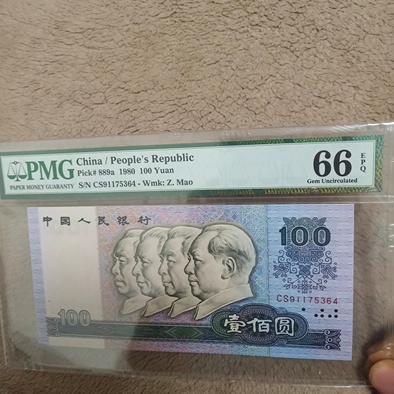 PMG
PAPER MONEY GUARANTY
China / People's Republic
Pick# 889a 1980 100 Yuan
S/N CS91175364 - Wmk: Z. Mao
66 EPQ
Gem Uncirculated
中国人民银行
100
CS91175364
100
壹佰圆